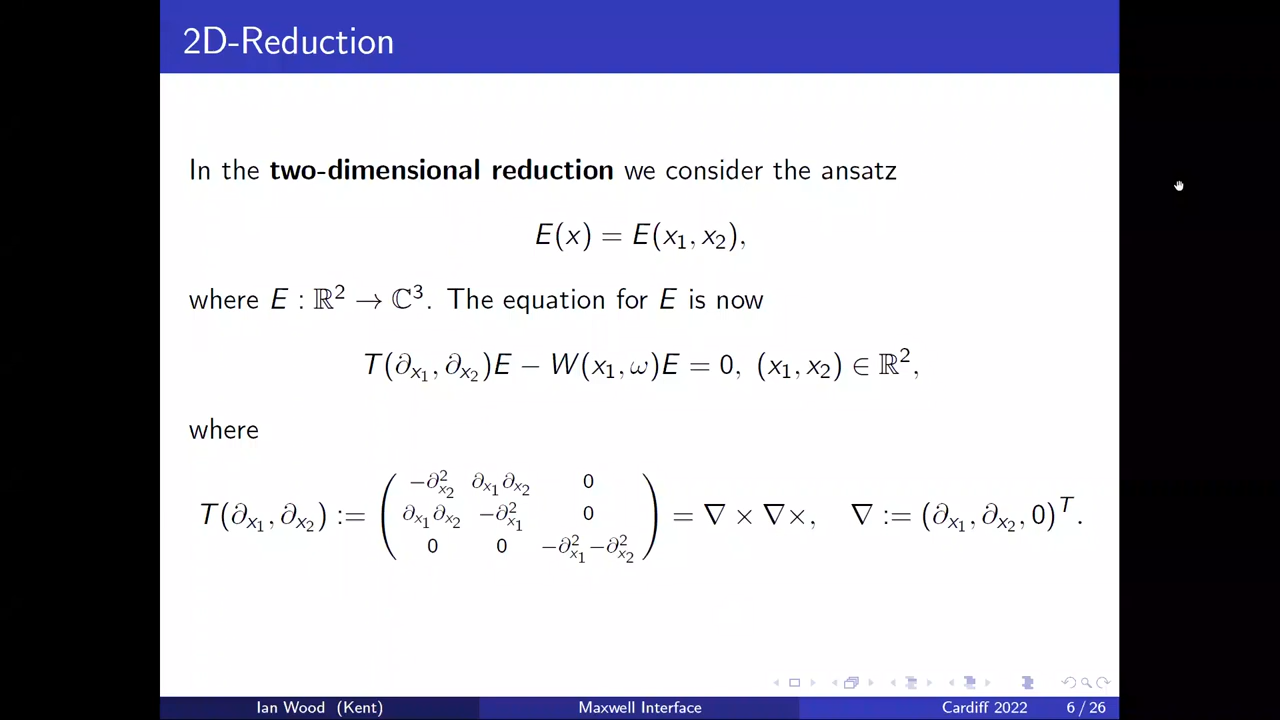 2D-Reduction
In the two-dimensional reduction we consider the ansatz
E(x) = E(x₁, x₂),
where E : ℝ² → ℂ³. The equation for E is now
T(∂ₓ₁, ∂ₓ₂)E − W(x₁, ω)E = 0, (x₁, x₂) ∈ ℝ²,
where
T(∂ₓ₁, ∂ₓ₂) := ( −∂²ₓ₂ ∂ₓ₁∂ₓ₂ 0
∂ₓ₁∂ₓ₂ −∂²ₓ₁ 0
0 0 −∂²ₓ₁−∂²ₓ₂ ) = ∇ × ∇×, ∇ := (∂ₓ₁, ∂ₓ₂, 0)ᵀ.
Ian Wood (Kent) Maxwell Interface Cardiff 2022 6 / 26